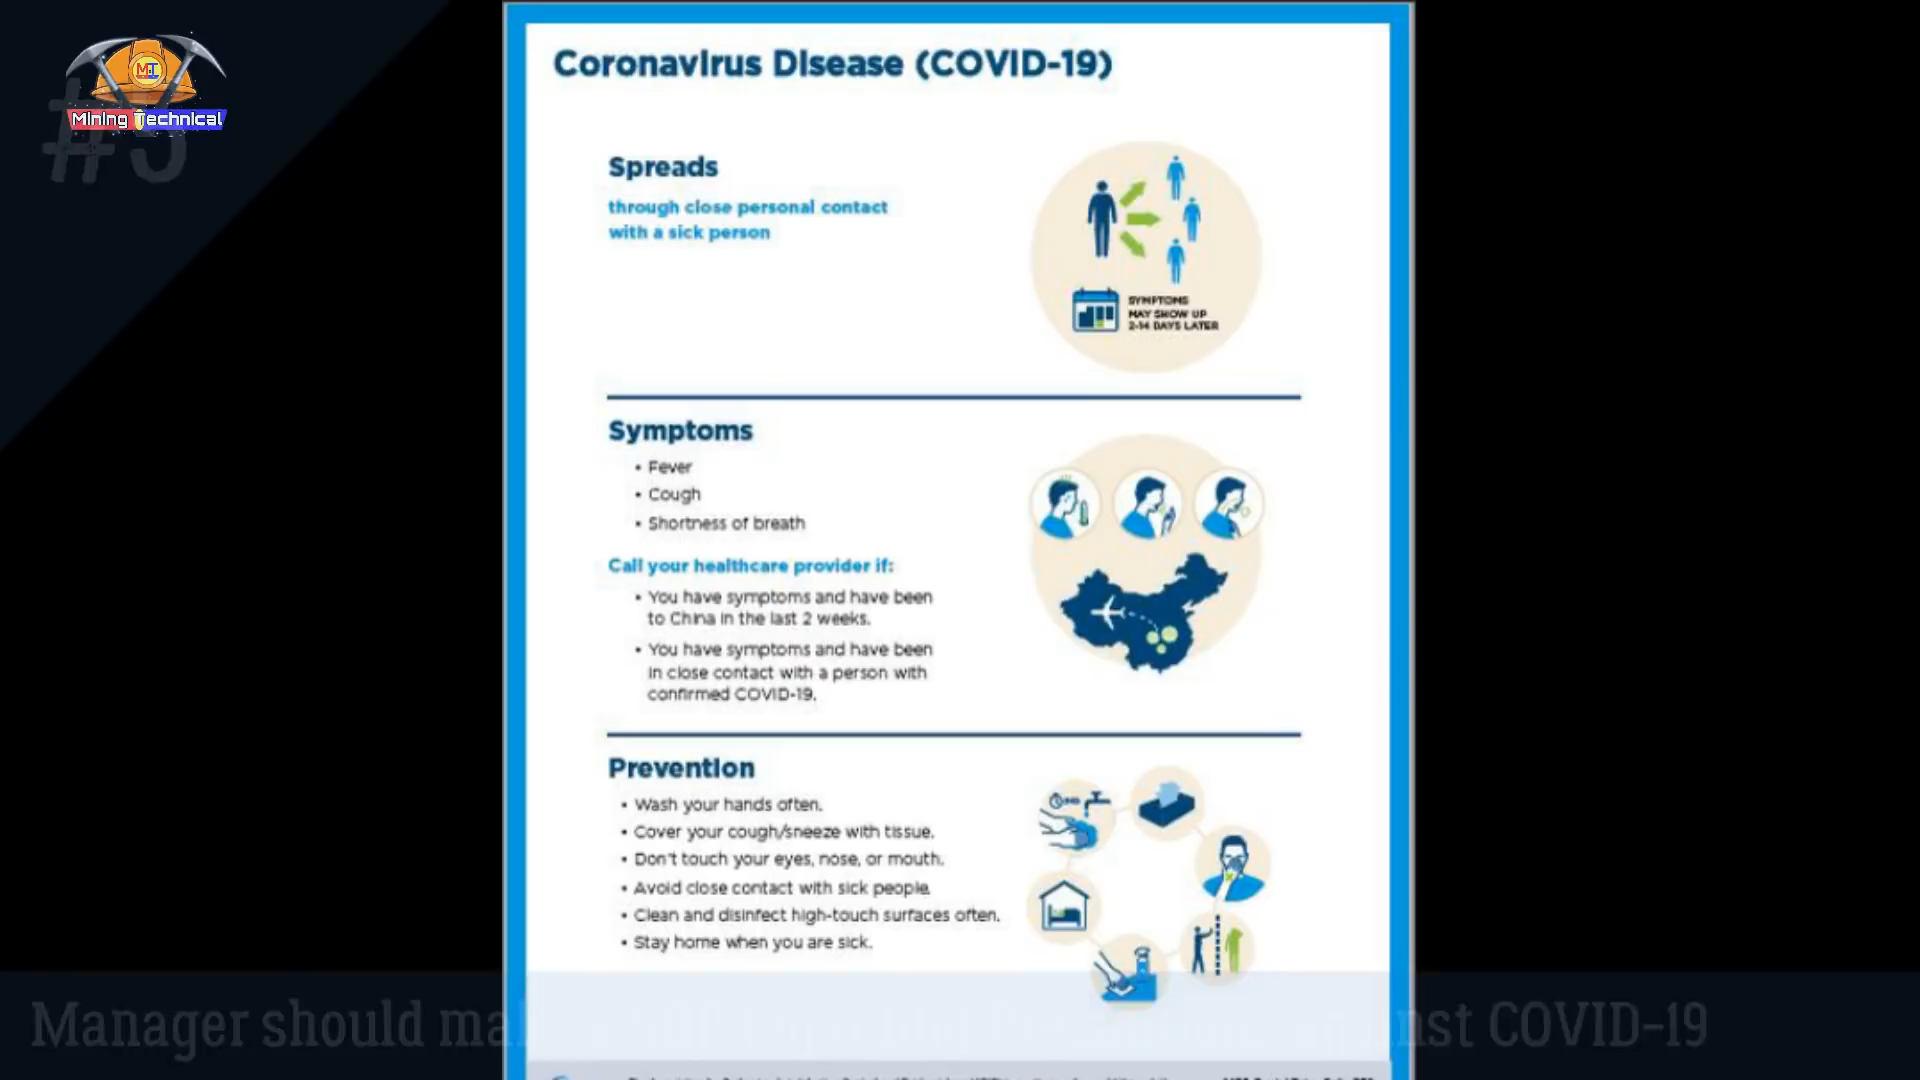 Mining Technical
#5
Coronavirus Disease (COVID-19)
Spreads
through close personal contact
with a sick person
SYMPTOMS
MAY SHOW UP
2-14 DAYS LATER
Symptoms
• Fever
• Cough
• Shortness of breath
Call your healthcare provider if:
• You have symptoms and have been
to China in the last 2 weeks.
• You have symptoms and have been
in close contact with a person with
confirmed COVID-19.
Prevention
• Wash your hands often.
• Cover your cough/sneeze with tissue.
• Don't touch your eyes, nose, or mouth.
• Avoid close contact with sick people.
• Clean and disinfect high-touch surfaces often.
• Stay home when you are sick.
Manager should
COVID-19